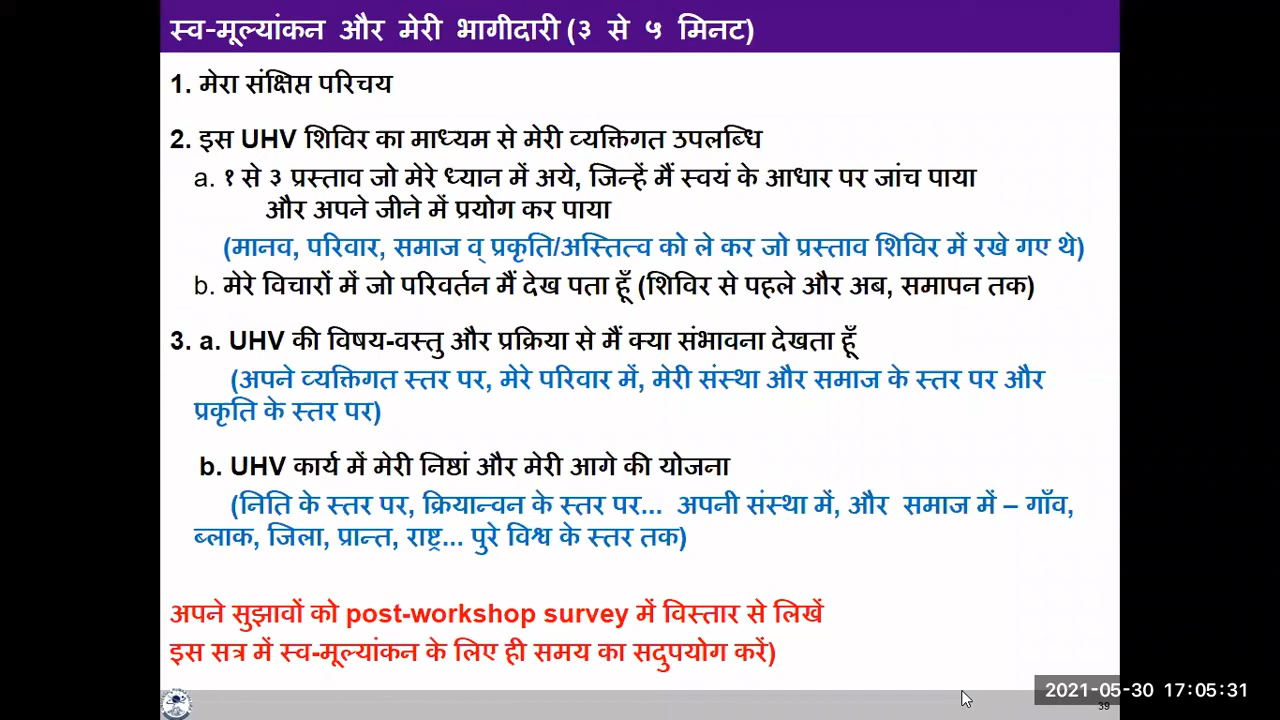 स्व-मूल्यांकन और मेरी भागीदारी (३ से ५ मिनट)
1. मेरा संक्षिप्त परिचय
2. इस UHV शिविर का माध्यम से मेरी व्यक्तिगत उपलब्धि
a. १ से ३ प्रस्ताव जो मेरे ध्यान में अये, जिन्हें मैं स्वयं के आधार पर जांच पाया
और अपने जीने में प्रयोग कर पाया
(मानव, परिवार, समाज व् प्रकृति/अस्तित्व को ले कर जो प्रस्ताव शिविर में रखे गए थे)
b. मेरे विचारों में जो परिवर्तन मैं देख पता हूँ (शिविर से पहले और अब, समापन तक)
3. a. UHV की विषय-वस्तु और प्रक्रिया से मैं क्या संभावना देखता हूँ
(अपने व्यक्तिगत स्तर पर, मेरे परिवार में, मेरी संस्था और समाज के स्तर पर और
प्रकृति के स्तर पर)
b. UHV कार्य में मेरी निष्ठां और मेरी आगे की योजना
(निति के स्तर पर, क्रियान्वन के स्तर पर... अपनी संस्था में, और समाज में – गाँव,
ब्लाक, जिला, प्रान्त, राष्ट्र... पुरे विश्व के स्तर तक)
अपने सुझावों को post-workshop survey में विस्तार से लिखें
इस सत्र में स्व-मूल्यांकन के लिए ही समय का सदुपयोग करें)
2021-05-30 17:05:31
39